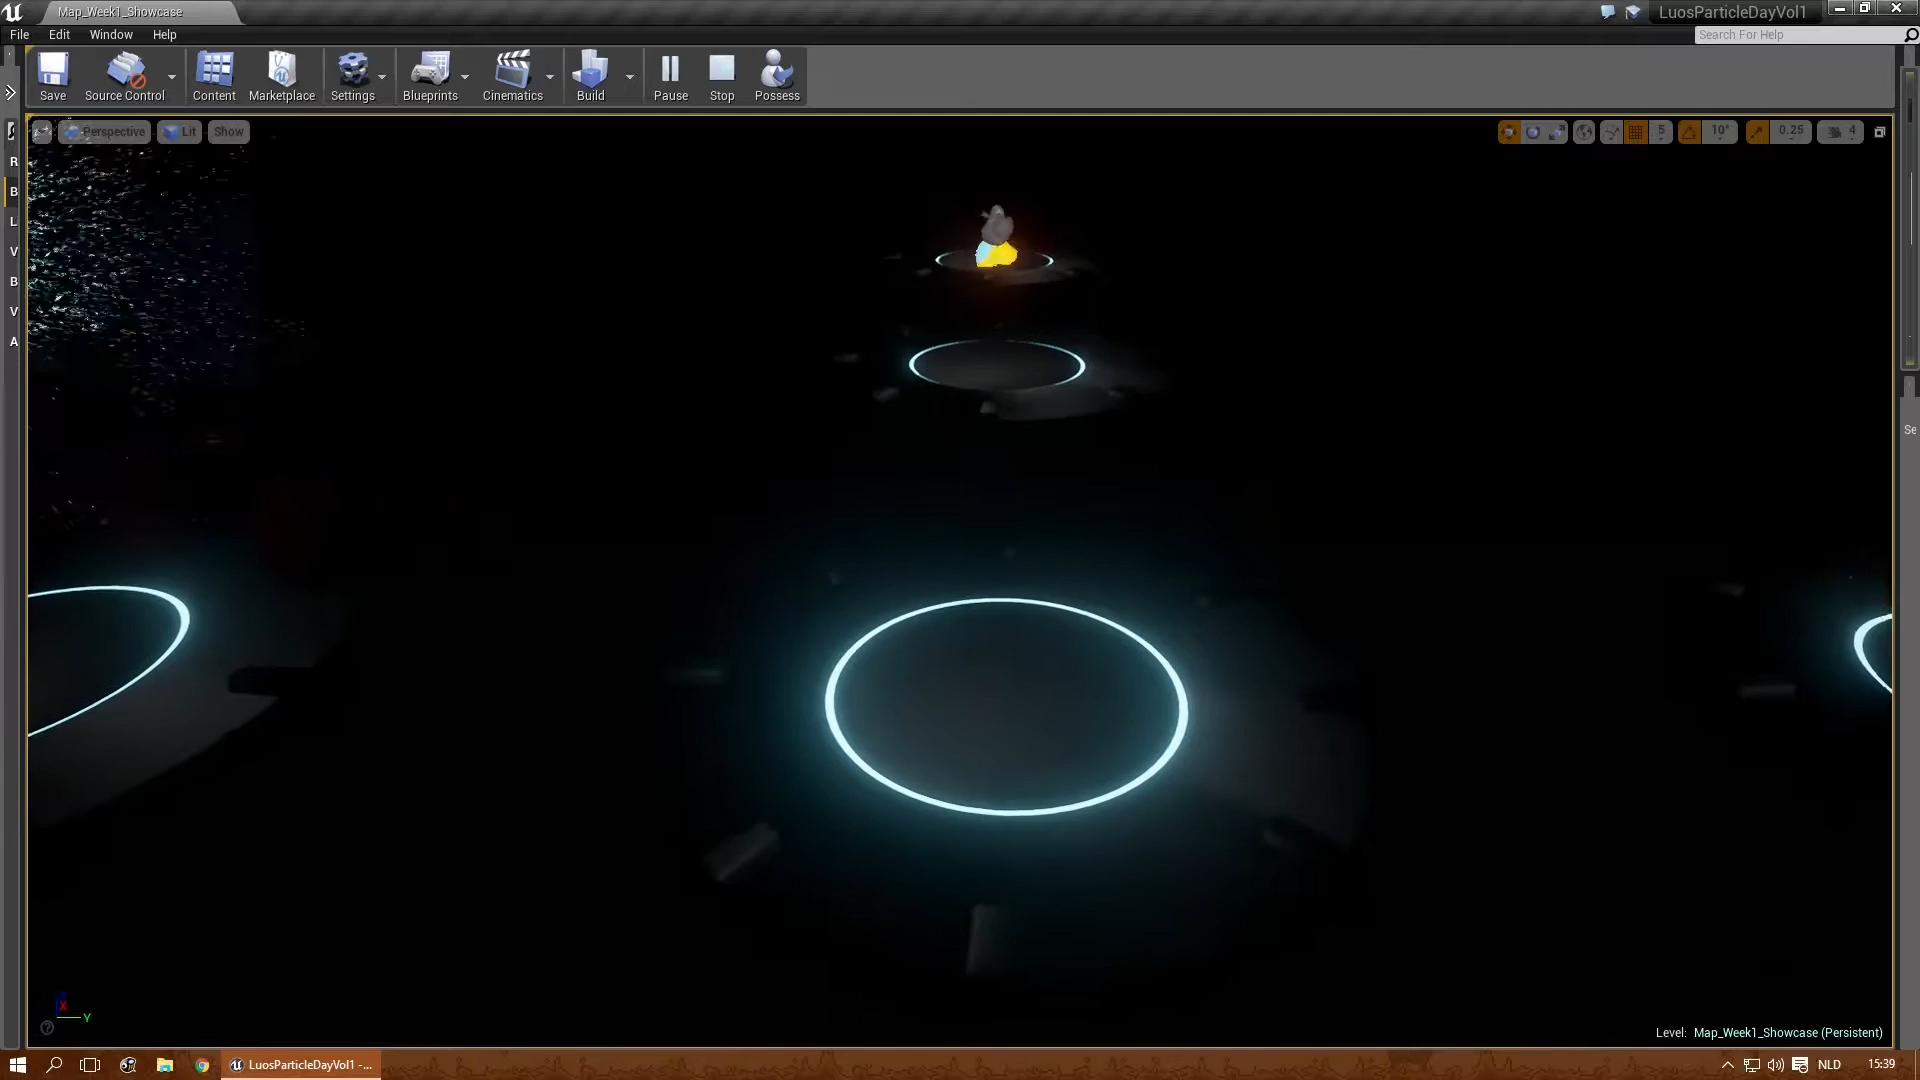 Map_Week1_Showcase
LuosParticleDayVol1
File Edit Window Help
Search For Help
Save Source Control Content Marketplace Settings Blueprints Cinematics Build Pause Stop Possess
Perspective Lit Show
5 10° 0.25 4
R
B
L
V
B
V
A
Se
X
Y
Level: Map_Week1_Showcase (Persistent)
LuosParticleDayVol1 -...
NLD 15:39